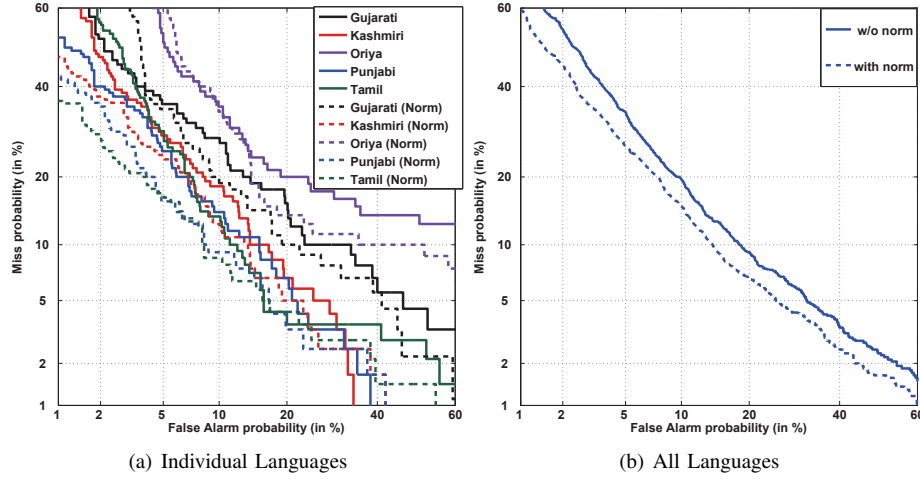 60
40
20
10
5
2
1
Miss probability (in %)
1 2 5 10 20 40 60
False Alarm probability (in %)
Gujarati
Kashmiri
Oriya
Punjabi
Tamil
Gujarati (Norm)
Kashmiri (Norm)
Oriya (Norm)
Punjabi (Norm)
Tamil (Norm)
(a) Individual Languages
60
40
20
10
5
2
1
Miss probability (in %)
1 2 5 10 20 40 60
False Alarm probability (in %)
w/o norm
with norm
(b) All Languages